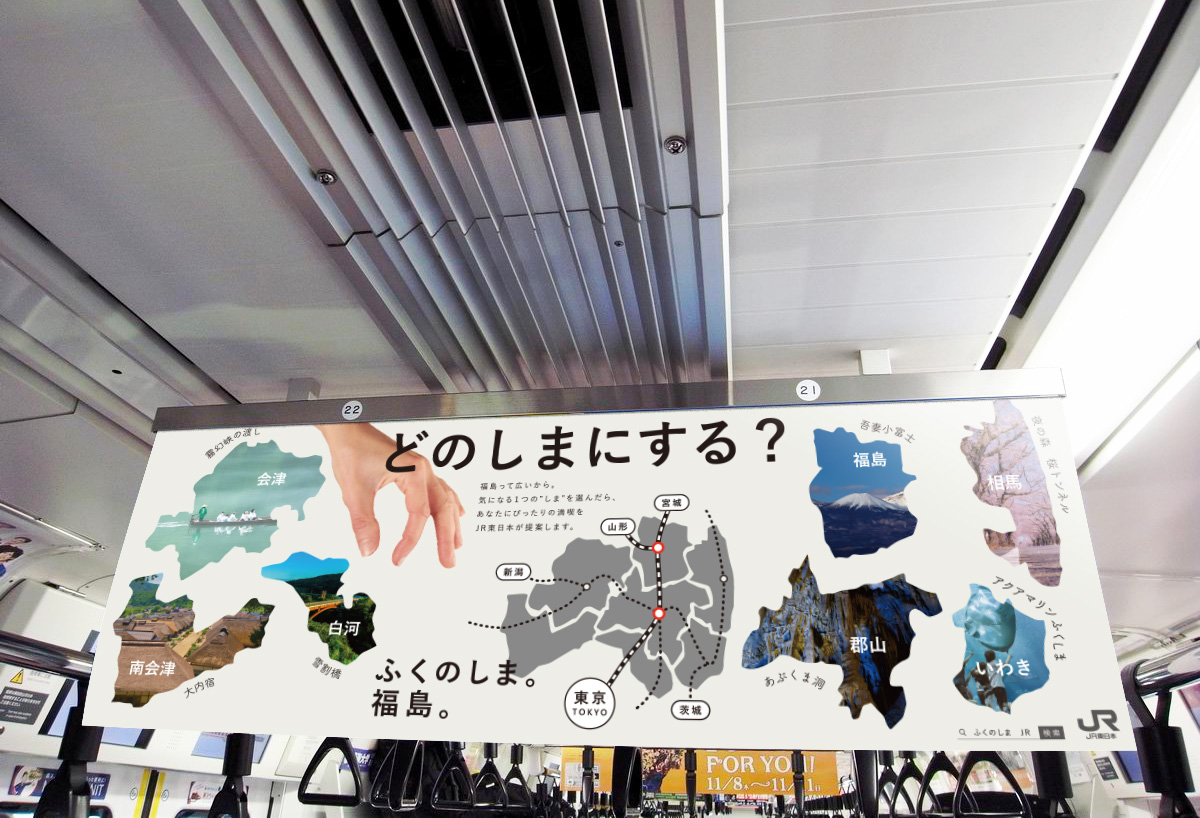 22
21
どのしまにする？
霧幻峡の渡し
会津
福島って広いから。
気になる1つの"しま"を選んだら、
あなたにぴったりの満喫を
JR東日本が提案します。
吾妻小富士
福島
夜の森 桜トンネル
相馬
宮城
山形
新潟
白河
雪割橋
南会津
大内宿
ふくのしま。
福島。
東京
TOKYO
茨城
郡山
あぶくま洞
アクアマリンふくしま
いわき
ふくのしま JR 検索
JR
JR東日本
FOR YOU!